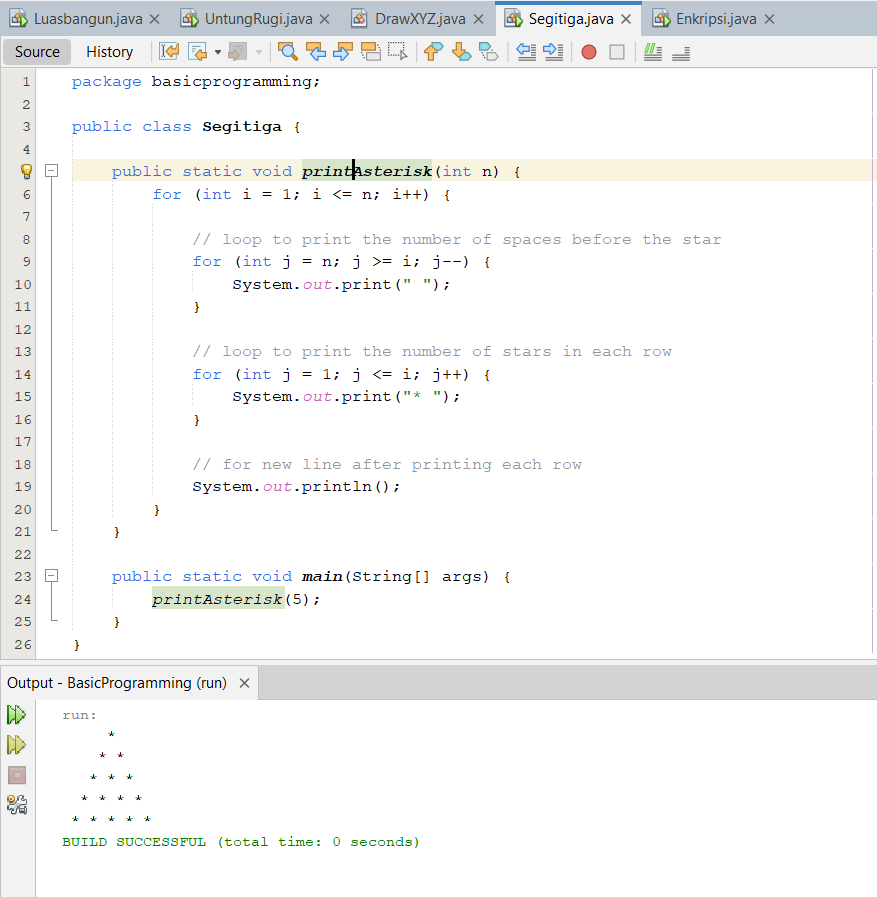 Luasbangun.java UntungRugi.java DrawXYZ.java Segitiga.java Enkripsi.java
Source History
1 package basicprogramming;
2
3 public class Segitiga {
4
public static void printAsterisk(int n) {
6 for (int i = 1; i <= n; i++) {
7
8 // loop to print the number of spaces before the star
9 for (int j = n; j >= i; j--) {
10 System.out.print(" ");
11 }
12
13 // loop to print the number of stars in each row
14 for (int j = 1; j <= i; j++) {
15 System.out.print("* ");
16 }
17
18 // for new line after printing each row
19 System.out.println();
20 }
21 }
22
23 public static void main(String[] args) {
24 printAsterisk(5);
25 }
26 }
Output - BasicProgramming (run)
run:
*
* *
* * *
* * * *
* * * * *
BUILD SUCCESSFUL (total time: 0 seconds)